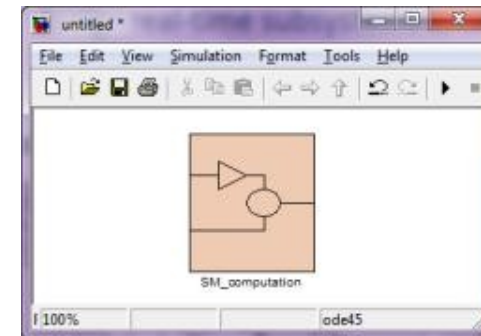 untitled *
File Edit View Simulation Format Tools Help
SM_computation
100% ode45